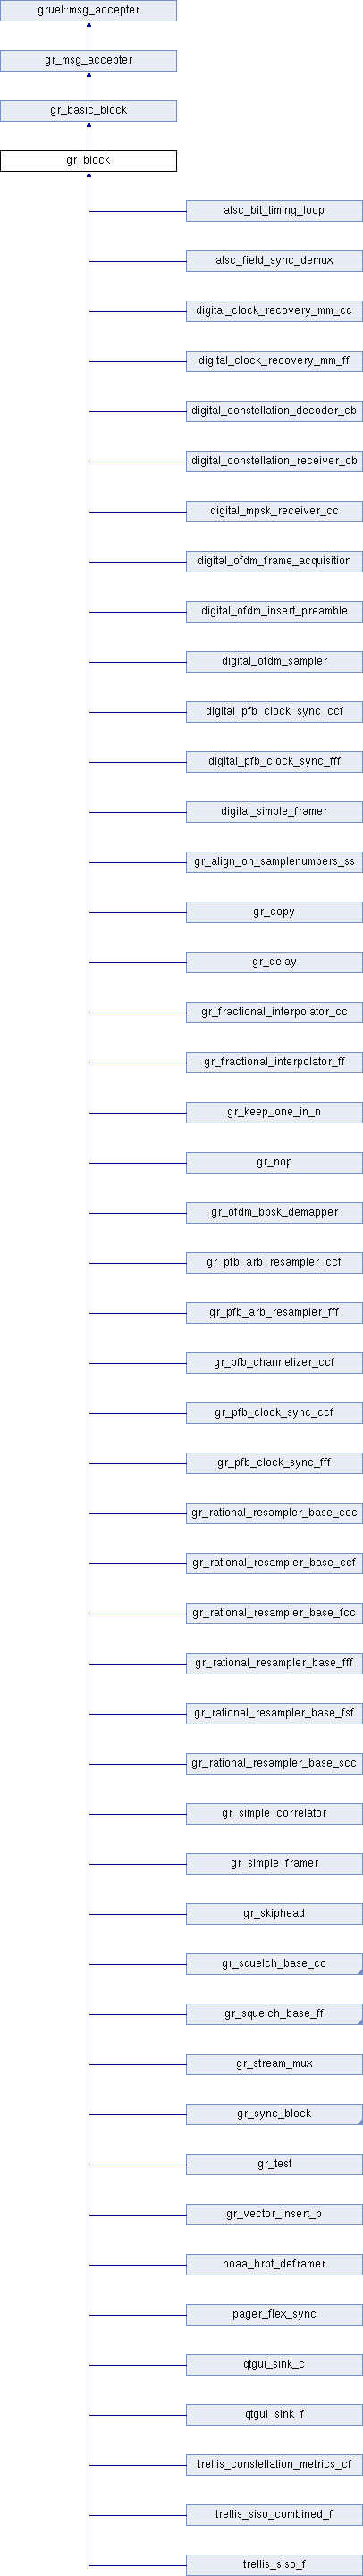 gruel::msg_accepter
gr_msg_accepter
gr_basic_block
gr_block
atsc_bit_timing_loop
atsc_field_sync_demux
digital_clock_recovery_mm_cc
digital_clock_recovery_mm_ff
digital_constellation_decoder_cb
digital_constellation_receiver_cb
digital_mpsk_receiver_cc
digital_ofdm_frame_acquisition
digital_ofdm_insert_preamble
digital_ofdm_sampler
digital_pfb_clock_sync_ccf
digital_pfb_clock_sync_fff
digital_simple_framer
gr_align_on_samplenumbers_ss
gr_copy
gr_delay
gr_fractional_interpolator_cc
gr_fractional_interpolator_ff
gr_keep_one_in_n
gr_nop
gr_ofdm_bpsk_demapper
gr_pfb_arb_resampler_ccf
gr_pfb_arb_resampler_fff
gr_pfb_channelizer_ccf
gr_pfb_clock_sync_ccf
gr_pfb_clock_sync_fff
gr_rational_resampler_base_ccc
gr_rational_resampler_base_ccf
gr_rational_resampler_base_fcc
gr_rational_resampler_base_fff
gr_rational_resampler_base_fsf
gr_rational_resampler_base_scc
gr_simple_correlator
gr_simple_framer
gr_skiphead
gr_squelch_base_cc
gr_squelch_base_ff
gr_stream_mux
gr_sync_block
gr_test
gr_vector_insert_b
noaa_hrpt_deframer
pager_flex_sync
qtgui_sink_c
qtgui_sink_f
trellis_constellation_metrics_cf
trellis_siso_combined_f
trellis_siso_f